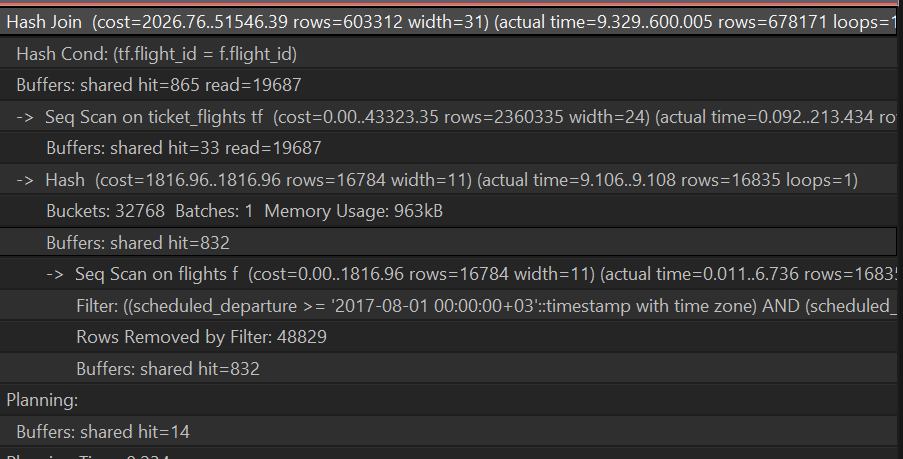 Hash Join (cost=2026.76..51546.39 rows=603312 width=31) (actual time=9.329..600.005 rows=678171 loops=1
Hash Cond: (tf.flight_id = f.flight_id)
Buffers: shared hit=865 read=19687
-> Seq Scan on ticket_flights tf (cost=0.00..43323.35 rows=2360335 width=24) (actual time=0.092..213.434 ro
Buffers: shared hit=33 read=19687
-> Hash (cost=1816.96..1816.96 rows=16784 width=11) (actual time=9.106..9.108 rows=16835 loops=1)
Buckets: 32768 Batches: 1 Memory Usage: 963kB
Buffers: shared hit=832
-> Seq Scan on flights f (cost=0.00..1816.96 rows=16784 width=11) (actual time=0.011..6.736 rows=16835
Filter: ((scheduled_departure >= '2017-08-01 00:00:00+03'::timestamp with time zone) AND (scheduled_
Rows Removed by Filter: 48829
Buffers: shared hit=832
Planning:
Buffers: shared hit=14